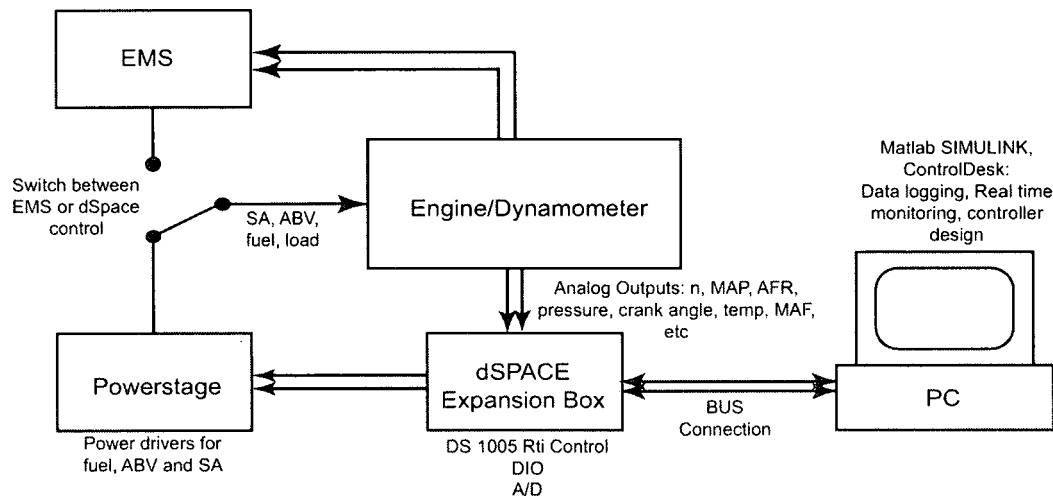 EMS
Switch between
EMS or dSpace
control
SA, ABV,
fuel, load
Engine/Dynamometer
Matlab SIMULINK,
ControlDesk:
Data logging, Real time
monitoring, controller
design
Analog Outputs: n, MAP, AFR,
pressure, crank angle, temp, MAF,
etc
Powerstage
Power drivers for
fuel, ABV and SA
dSPACE
Expansion Box
DS 1005 Rti Control
DIO
A/D
BUS
Connection
PC